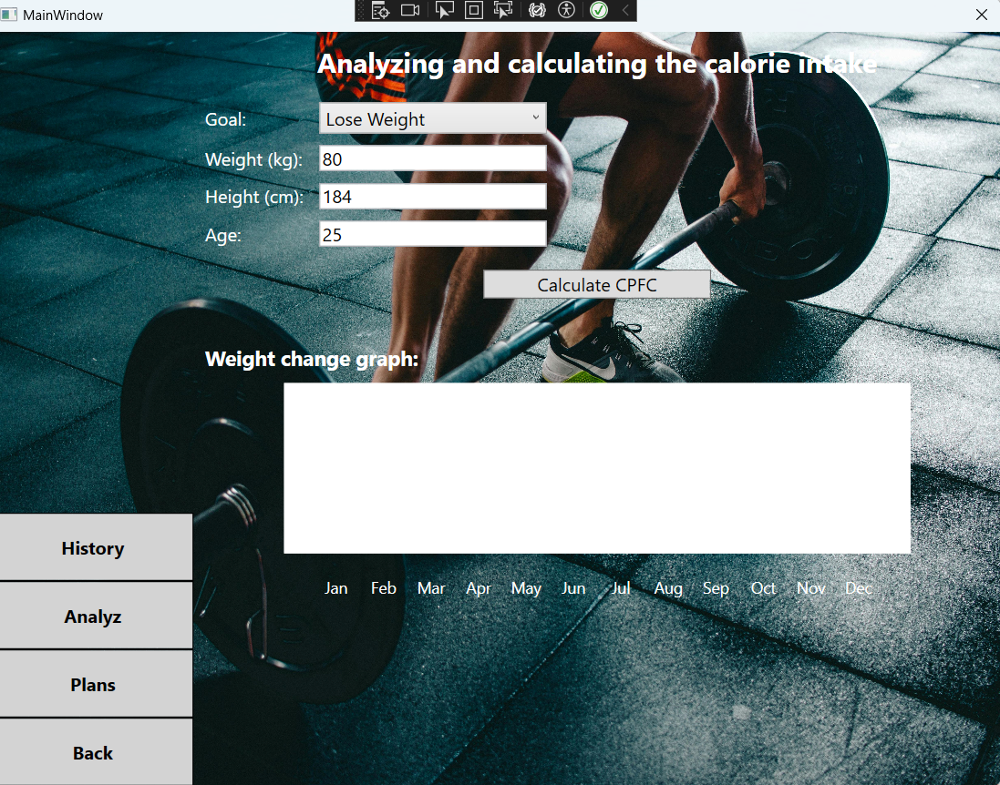 MainWindow
Analyzing and calculating the calorie intake
Goal: Lose Weight
Weight (kg): 80
Height (cm): 184
Age: 25
Calculate CPFC
Weight change graph:
Jan Feb Mar Apr May Jun Jul Aug Sep Oct Nov Dec
History
Analyz
Plans
Back